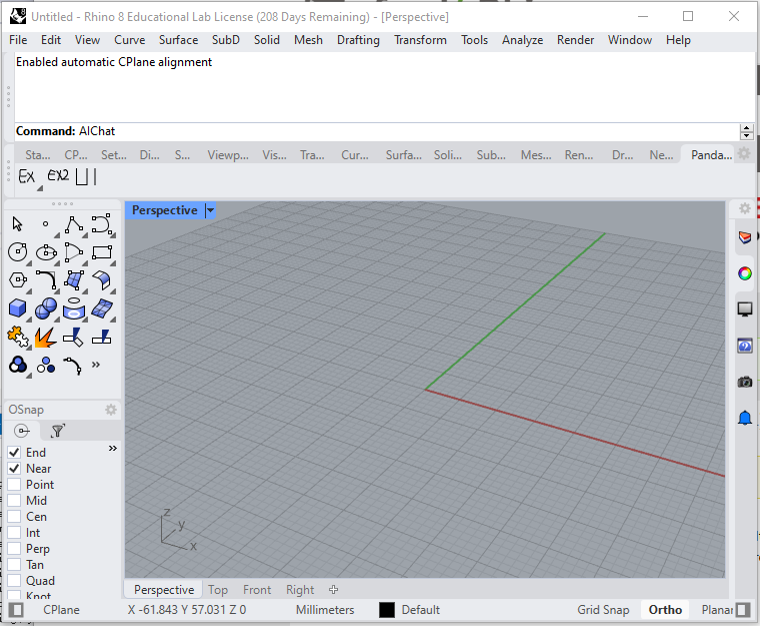 Untitled - Rhino 8 Educational Lab License (208 Days Remaining) - [Perspective]
File Edit View Curve Surface SubD Solid Mesh Drafting Transform Tools Analyze Render Window Help
Enabled automatic CPlane alignment
Command: AIChat
Sta... CP... Set... Di... S... Viewp... Vis... Tra... Cur... Surfa... Soli... Sub... Mes... Ren... Dr... Ne... Panda...
Ex EX2
Perspective
OSnap
End
Near
Point
Mid
Cen
Int
Perp
Tan
Quad
Knot
z
y
x
Perspective Top Front Right
CPlane X -61.843 Y 57.031 Z 0 Millimeters Default Grid Snap Ortho Planar